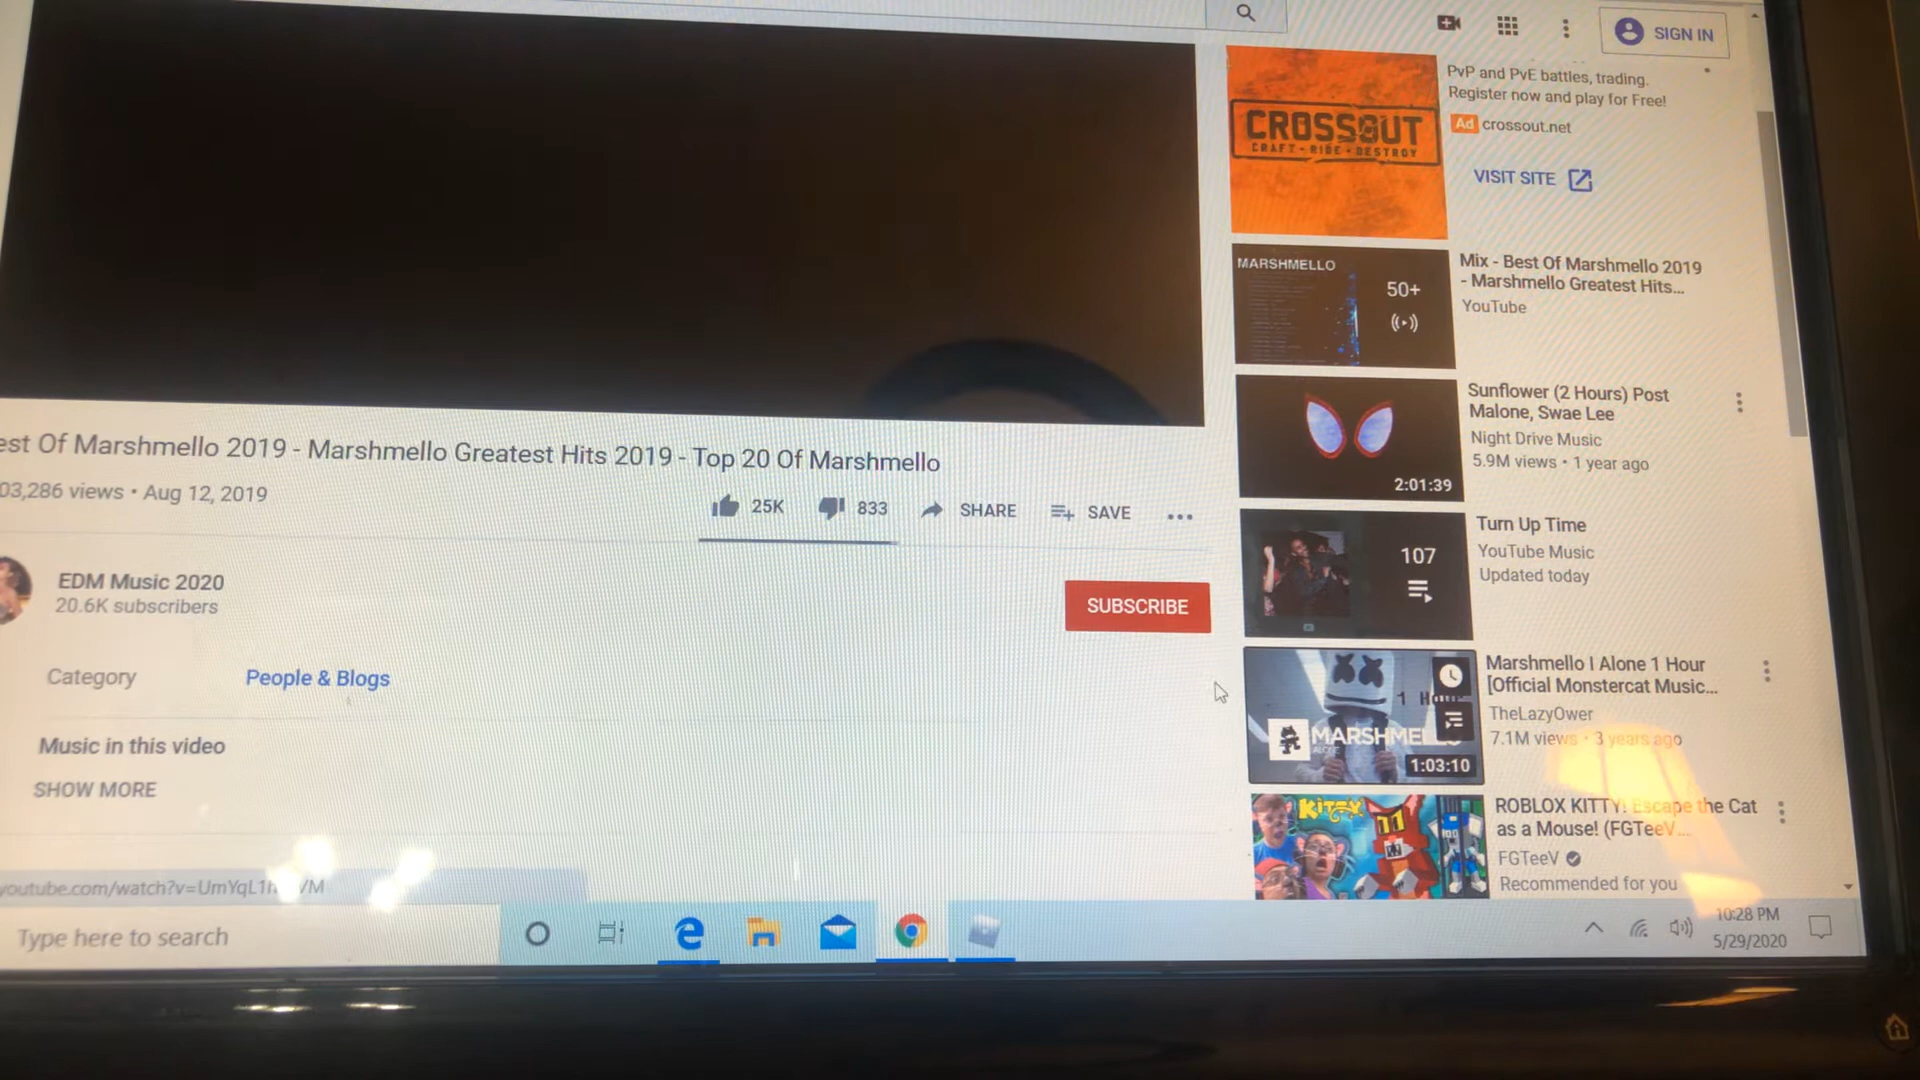 SIGN IN
PvP and PvE battles, trading.
Register now and play for Free!
Ad crossout.net
VISIT SITE
CROSSOUT
CRAFT - RIDE - DESTROY
MARSHMELLO
50+
Mix - Best Of Marshmello 2019
- Marshmello Greatest Hits...
YouTube
Sunflower (2 Hours) Post
Malone, Swae Lee
Night Drive Music
5.9M views • 1 year ago
2:01:39
est Of Marshmello 2019 - Marshmello Greatest Hits 2019 - Top 20 Of Marshmello
03,286 views • Aug 12, 2019
25K
833
SHARE
SAVE
EDM Music 2020
20.6K subscribers
SUBSCRIBE
Category
People & Blogs
Music in this video
SHOW MORE
107
Turn Up Time
YouTube Music
Updated today
1
MARSHMEL
ALONE
1:03:10
Marshmello | Alone 1 Hour
[Official Monstercat Music...
TheLazyOwer
7.1M views • 3 years ago
KITTY
ROBLOX KITTY! Escape the Cat
as a Mouse! (FGTeeV...
FGTeeV
Recommended for you
Type here to search
10:28 PM
5/29/2020